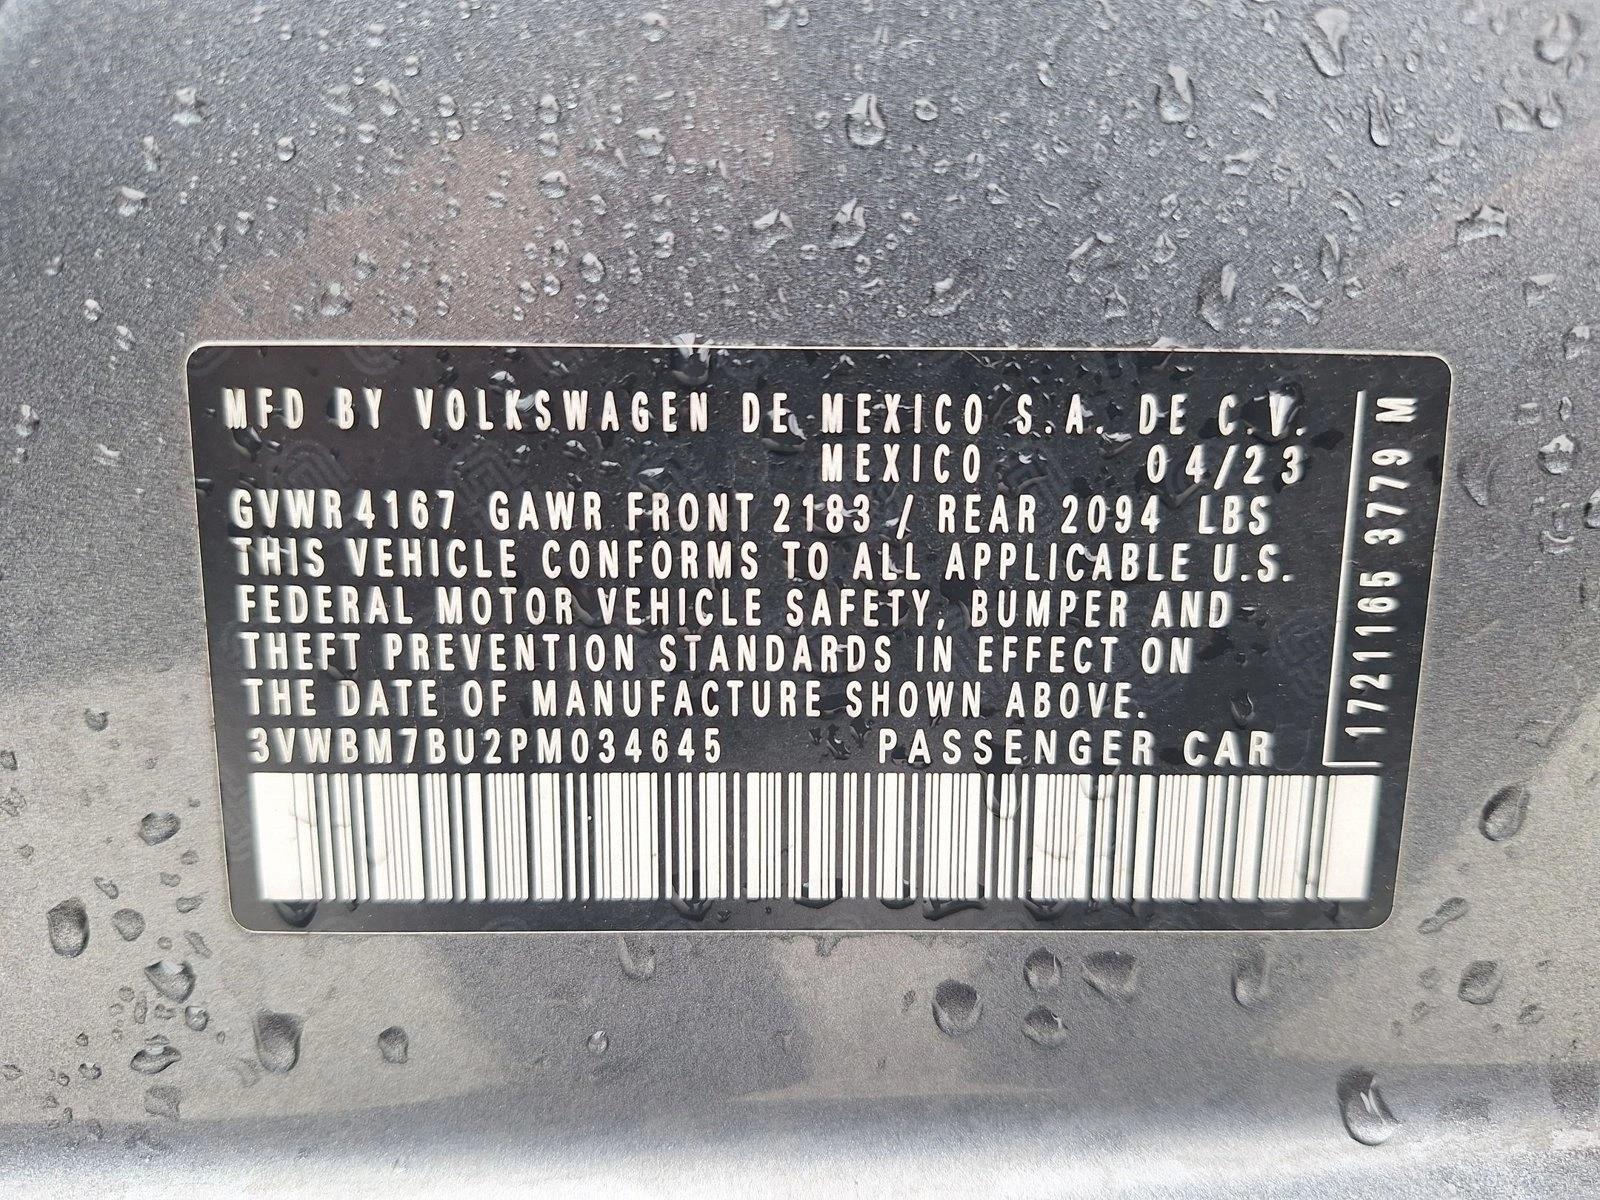 MFD BY VOLKSWAGEN DE MEXICO S.A. DE C.V.
MEXICO 04/23
GVWR 4167 GAWR FRONT 2183 / REAR 2094 LBS
THIS VEHICLE CONFORMS TO ALL APPLICABLE U.S.
FEDERAL MOTOR VEHICLE SAFETY, BUMPER AND
THEFT PREVENTION STANDARDS IN EFFECT ON
THE DATE OF MANUFACTURE SHOWN ABOVE.
3VWBM7BU2PM034645 PASSENGER CAR
1721165 3779 M